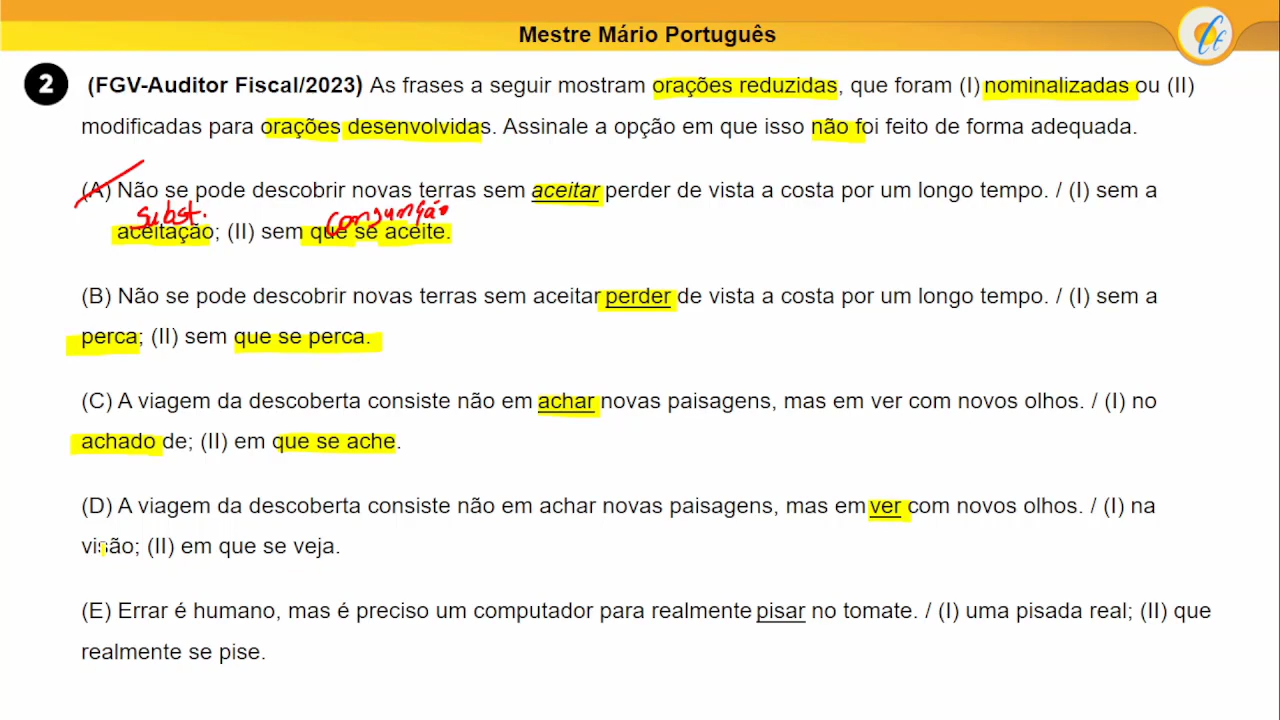 Mestre Mário Português
2 (FGV-Auditor Fiscal/2023) As frases a seguir mostram orações reduzidas, que foram (I) nominalizadas ou (II)
modificadas para orações desenvolvidas. Assinale a opção em que isso não foi feito de forma adequada.
(A) Não se pode descobrir novas terras sem aceitar perder de vista a costa por um longo tempo. / (I) sem a
subst. conjunção
aceitação; (II) sem que se aceite.
(B) Não se pode descobrir novas terras sem aceitar perder de vista a costa por um longo tempo. / (I) sem a
perca; (II) sem que se perca.
(C) A viagem da descoberta consiste não em achar novas paisagens, mas em ver com novos olhos. / (I) no
achado de; (II) em que se ache.
(D) A viagem da descoberta consiste não em achar novas paisagens, mas em ver com novos olhos. / (I) na
visão; (II) em que se veja.
(E) Errar é humano, mas é preciso um computador para realmente pisar no tomate. / (I) uma pisada real; (II) que
realmente se pise.